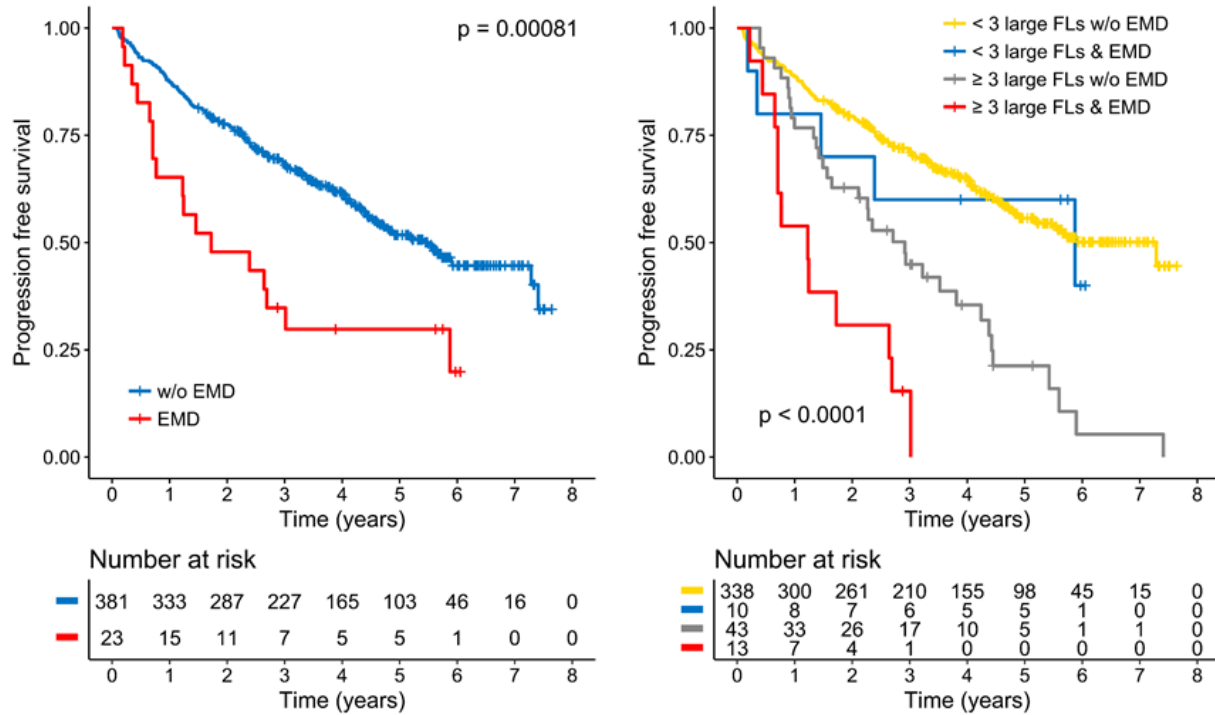 p = 0.00081
1.00
0.75
0.50
0.25
0.00
Progression free survival
w/o EMD
EMD
0 1 2 3 4 5 6 7 8
Time (years)
Number at risk
381 333 287 227 165 103 46 16 0
23 15 11 7 5 5 1 0 0
0 1 2 3 4 5 6 7 8
Time (years)
< 3 large FLs w/o EMD
< 3 large FLs & EMD
≥ 3 large FLs w/o EMD
≥ 3 large FLs & EMD
1.00
0.75
0.50
0.25
0.00
Progression free survival
p < 0.0001
0 1 2 3 4 5 6 7 8
Time (years)
Number at risk
338 300 261 210 155 98 45 15 0
10 8 7 6 5 5 1 0 0
43 33 26 17 10 5 1 1 0
13 7 4 1 0 0 0 0 0
0 1 2 3 4 5 6 7 8
Time (years)